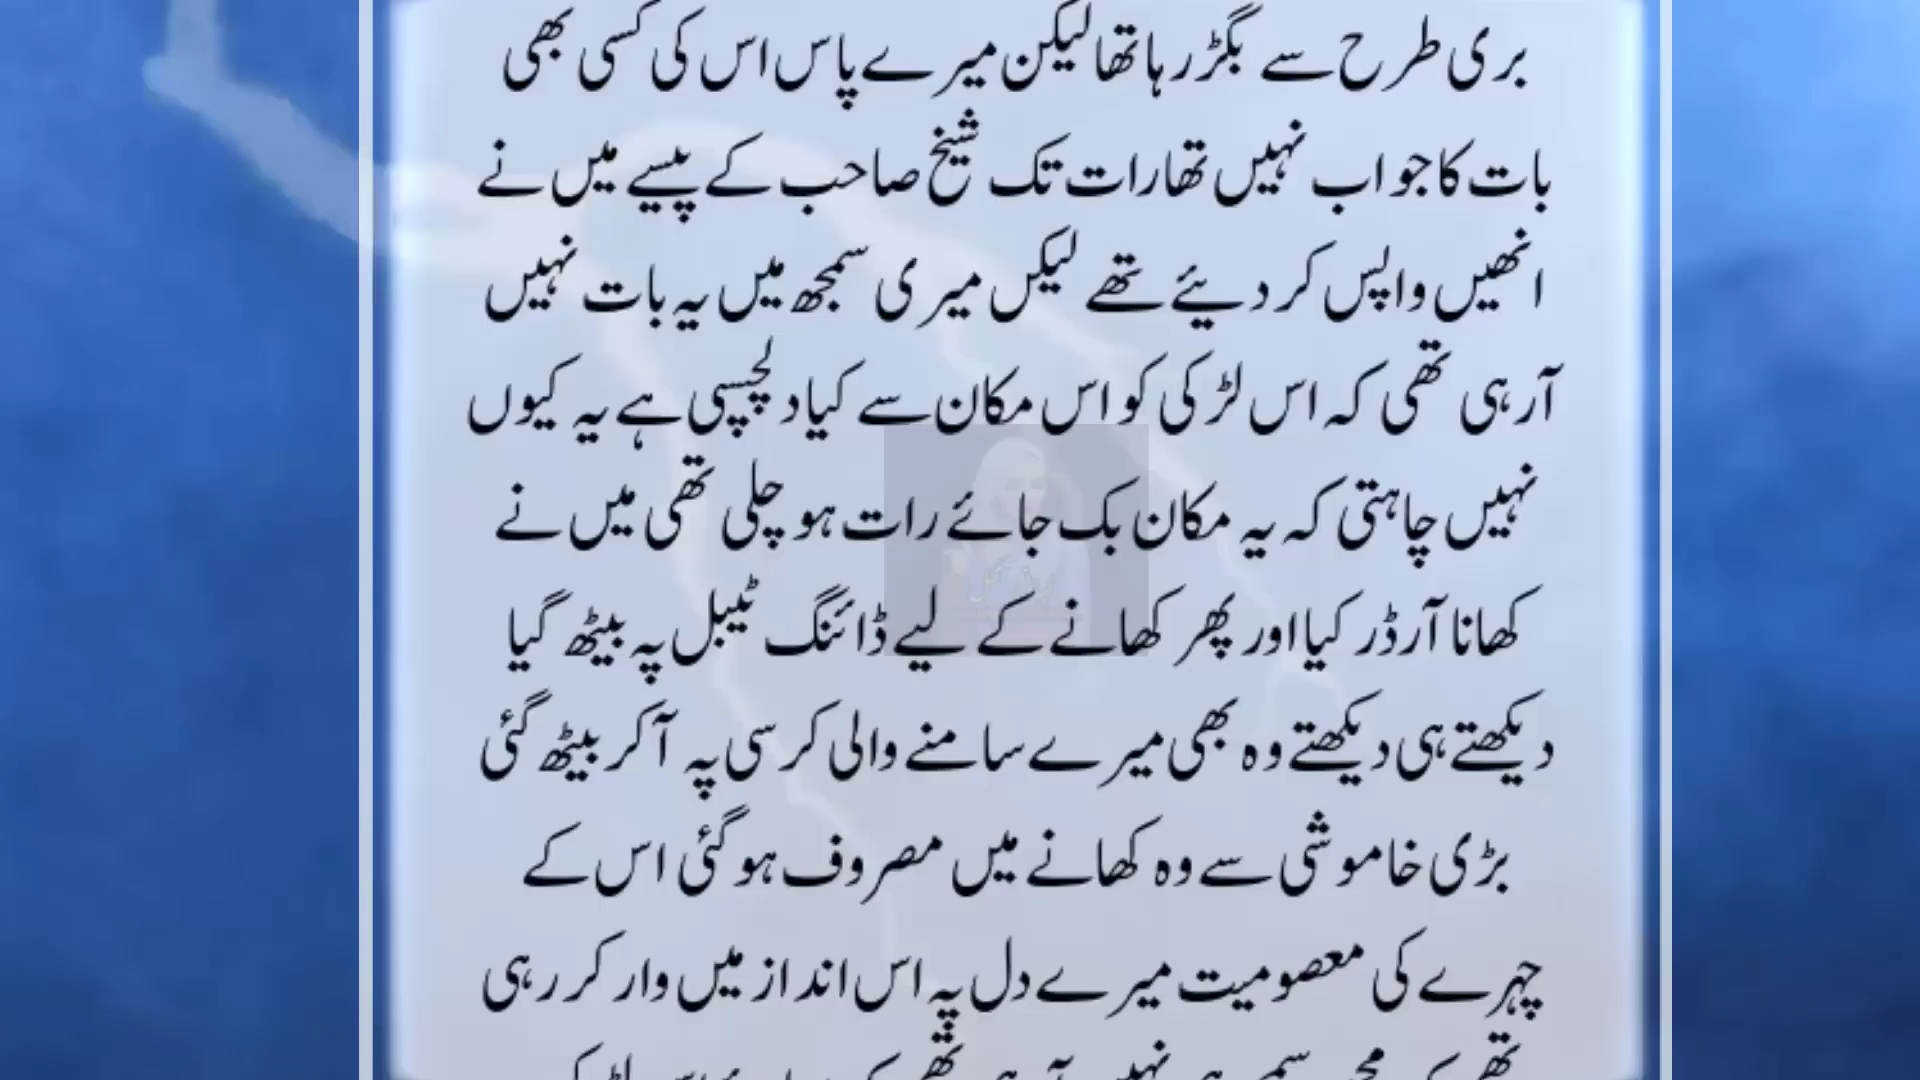 بری طرح سے بگڑ رہا تھا لیکن میرے پاس اس کی کسی بھی
بات کا جواب نہیں تھا رات تک شیخ صاحب کے پیسے میں نے
انھیں واپس کر دیئے تھے لیکن میری سمجھ میں یہ بات نہیں
آرہی تھی کہ اس لڑکی کو اس مکان سے کیا دلچسپی ہے یہ کیوں
نہیں چاہتی کہ یہ مکان بک جائے رات ہو چلی تھی میں نے
کھانا آرڈر کیا اور پھر کھانے کے لیے ڈائنگ ٹیبل پہ بیٹھ گیا
دیکھتے ہی دیکھتے وہ بھی میرے سامنے والی کرسی پہ آکر بیٹھ گئی
بڑی خاموشی سے وہ کھانے میں مصروف ہو گئی اس کے
چہرے کی معصومیت میرے دل پہ اس انداز میں وار کر رہی